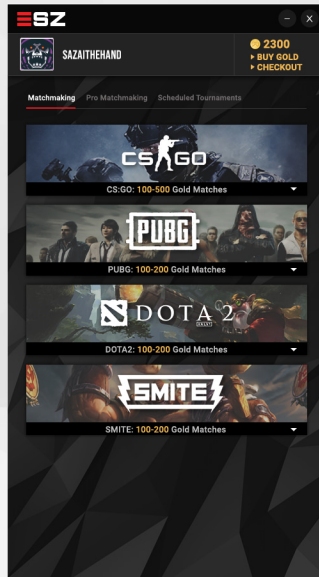 ESZ
SAZAITHEHAND
2300
BUY GOLD
CHECKOUT
Matchmaking Pro Matchmaking Scheduled Tournaments
CS GO
CS:GO: 100-500 Gold Matches
PUBG
PUBG: 100-200 Gold Matches
DOTA 2
DOTA2: 100-200 Gold Matches
SMITE
SMITE: 100-200 Gold Matches